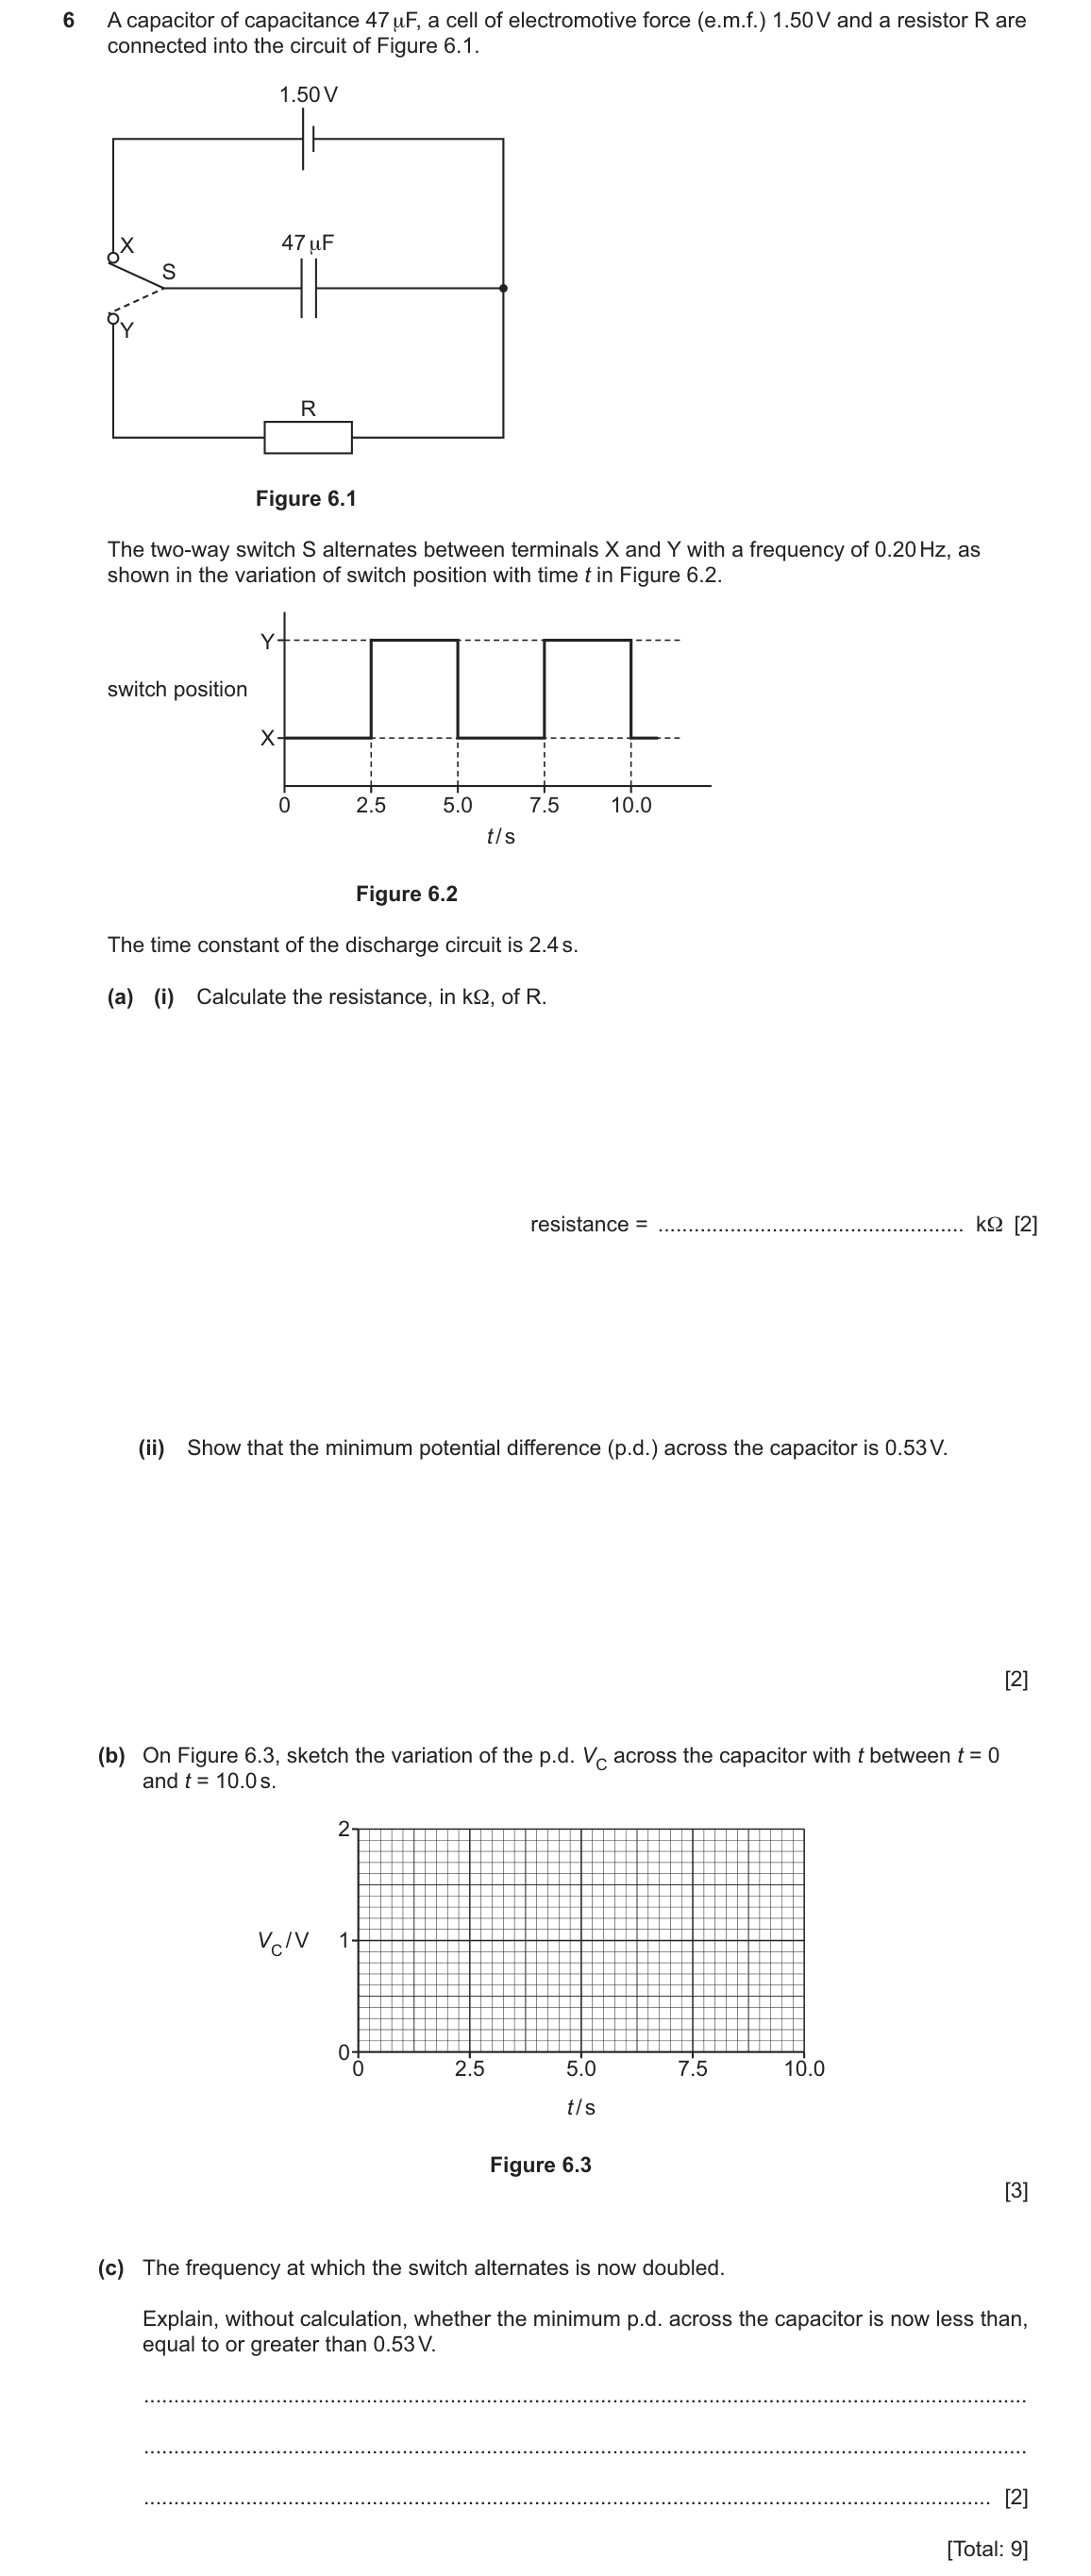 6 A capacitor of capacitance 47 μF, a cell of electromotive force (e.m.f.) 1.50 V and a resistor R are
connected into the circuit of Figure 6.1.
1.50 V
X
47 μF
S
Y
R
Figure 6.1
The two-way switch S alternates between terminals X and Y with a frequency of 0.20 Hz, as
shown in the variation of switch position with time t in Figure 6.2.
Y
switch position
X
0 2.5 5.0 7.5 10.0
t / s
Figure 6.2
The time constant of the discharge circuit is 2.4 s.
(a) (i) Calculate the resistance, in kΩ, of R.
resistance = .................................................... kΩ [2]
(ii) Show that the minimum potential difference (p.d.) across the capacitor is 0.53 V.
[2]
(b) On Figure 6.3, sketch the variation of the p.d. V_C across the capacitor with t between t = 0
and t = 10.0 s.
2
V_C / V 1
0
0 2.5 5.0 7.5 10.0
t / s
Figure 6.3
[3]
(c) The frequency at which the switch alternates is now doubled.
Explain, without calculation, whether the minimum p.d. across the capacitor is now less than,
equal to or greater than 0.53 V.
..........................................................................................................................................
..........................................................................................................................................
..................................................................................................................................... [2]
[Total: 9]